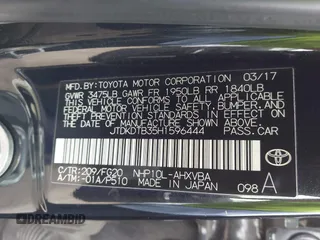 MFD. BY: TOYOTA MOTOR CORPORATION 03/17
GVWR 3475LB GAWR FR 1950LB RR 1840LB
THIS VEHICLE CONFORMS TO ALL APPLICABLE
FEDERAL MOTOR VEHICLE SAFETY, BUMPER, AND
THEFT PREVENTION STANDARDS IN EFFECT ON THE DATE OF
MANUFACTURE SHOWN ABOVE.
JTDKDTB35H1596444 PASS.CAR
C/TR: 209/FG20 NHP10L-AHXVBA
A/TM: -01A/P510 MADE IN JAPAN 098 A
TOYOTA
DREAMBID